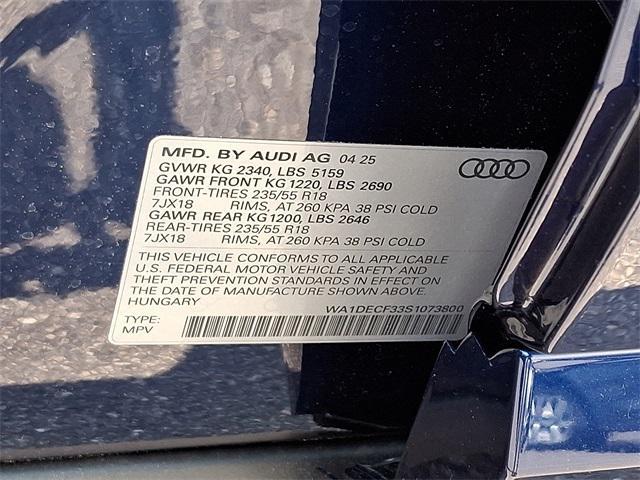 MFD. BY AUDI AG 04 25
GVWR KG 2340, LBS 5159
GAWR FRONT KG 1220, LBS 2690
FRONT-TIRES 235/55 R18
7JX18 RIMS, AT 260 KPA 38 PSI COLD
GAWR REAR KG1200, LBS 2646
REAR-TIRES 235/55 R18
7JX18 RIMS, AT 260 KPA 38 PSI COLD
THIS VEHICLE CONFORMS TO ALL APPLICABLE
U.S. FEDERAL MOTOR VEHICLE SAFETY AND
THEFT PREVENTION STANDARDS IN EFFECT ON
THE DATE OF MANUFACTURE SHOWN ABOVE.
HUNGARY WA1DECF33S1073800
TYPE:
MPV